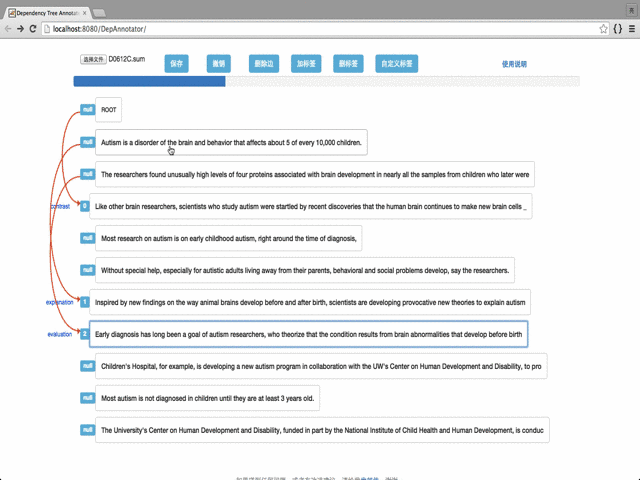 Dependency Tree Annotat
localhost:8080/DepAnnotator/
选择文件 D0612C.sum 保存 撤销 删除边 加标签 删标签 自定义标签 使用说明
null ROOT
null Autism is a disorder of the brain and behavior that affects about 5 of every 10,000 children.
null The researchers found unusually high levels of four proteins associated with brain development in nearly all the samples from children who later were
contrast 0 Like other brain researchers, scientists who study autism were startled by recent discoveries that the human brain continues to make new brain cells _
null Most research on autism is on early childhood autism, right around the time of diagnosis,
null Without special help, especially for autistic adults living away from their parents, behavioral and social problems develop, say the researchers.
explanation 1 Inspired by new findings on the way animal brains develop before and after birth, scientists are developing provocative new theories to explain autism
evaluation 2 Early diagnosis has long been a goal of autism researchers, who theorize that the condition results from brain abnormalities that develop before birth
null Children's Hospital, for example, is developing a new autism program in collaboration with the UW's Center on Human Development and Disability, to pro
null Most autism is not diagnosed in children until they are at least 3 years old.
null The University's Center on Human Development and Disability, funded in part by the National Institute of Child Health and Human Development, is conduc